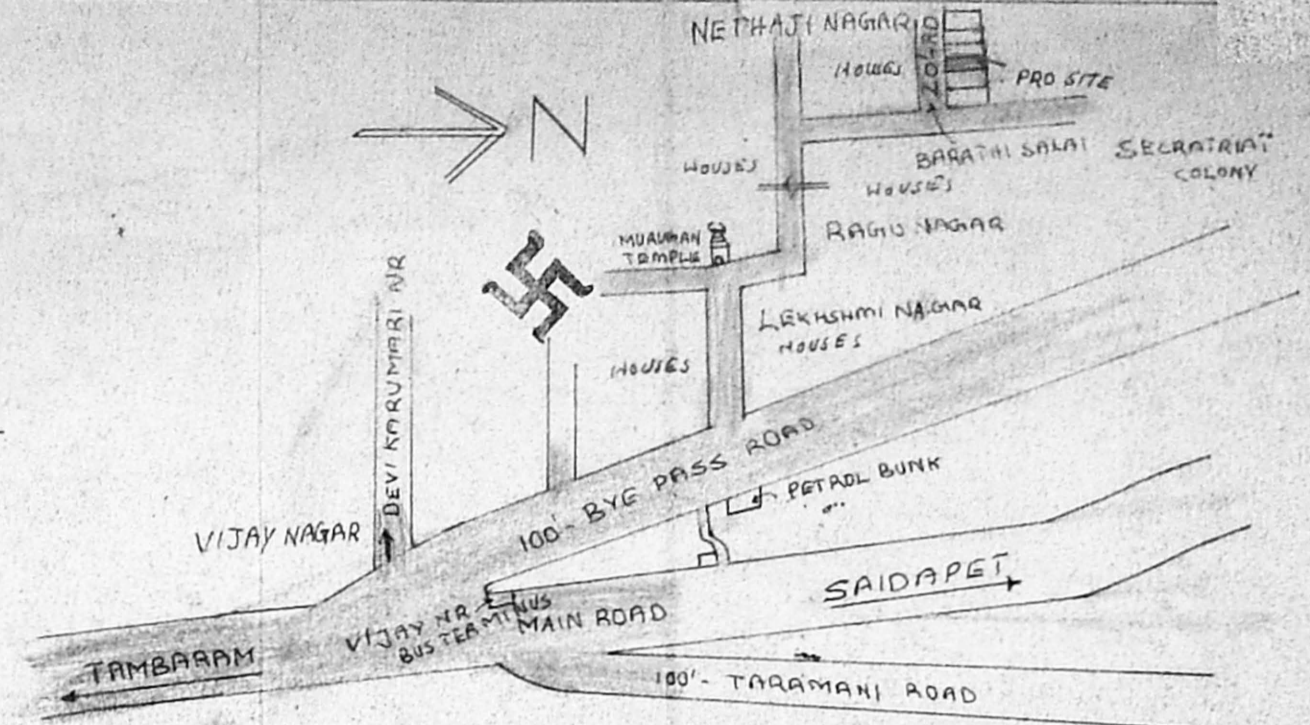 NETHAJI NAGAR
HOUSES
20'-RD
PRO SITE
N
BARATHI SALAI
SECRATRIAT
COLONY
HOUSES
HOUSES
MURUGAN
TEMPLE
RAGU NAGAR
DEVI KARUMARI NR
LEKHSHMI NAGAR
HOUSES
HOUSES
100'- BYE PASS ROAD
PETROL BUNK
VIJAY NAGAR
SAIDAPET
VIJAY NR
BUS TERMINUS
MAIN ROAD
TAMBARAM
100'- TARAMANI ROAD